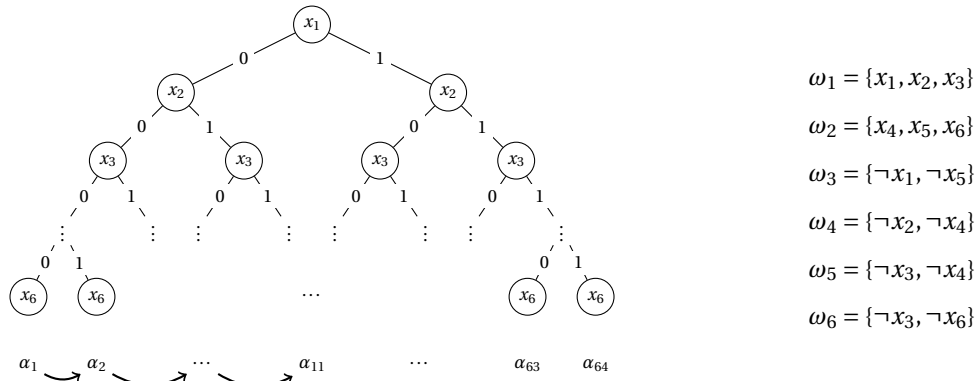 x₁
0 1
x₂ x₂
ω₁ = {x₁, x₂, x₃}
0 1 0 1
ω₂ = {x₄, x₅, x₆}
x₃ x₃ x₃ x₃
ω₃ = {¬x₁, ¬x₅}
0 1 0 1 0 1 0 1
⋮ ⋮ ⋮ ⋮ ⋮ ⋮ ⋮ ⋮
ω₄ = {¬x₂, ¬x₄}
0 1 0 1
ω₅ = {¬x₃, ¬x₄}
x₆ x₆ ⋯ x₆ x₆
ω₆ = {¬x₃, ¬x₆}
α₁ α₂ ⋯ α₁₁ ⋯ α₆₃ α₆₄